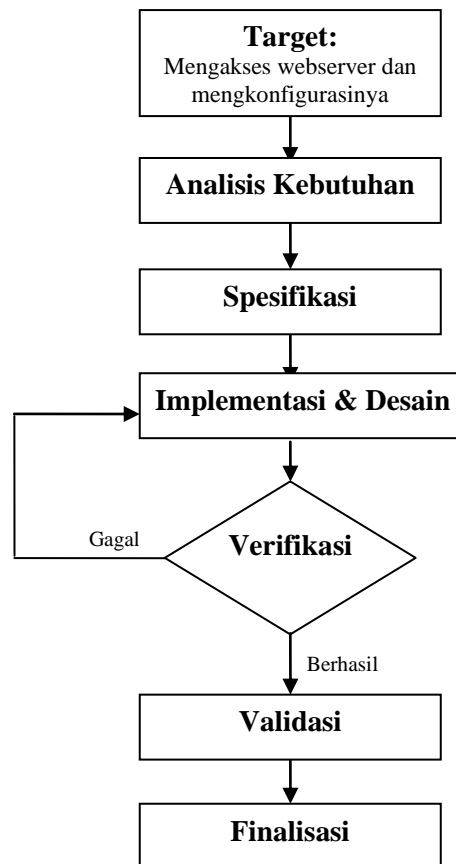 Target:
Mengakses webserver dan
mengkonfigurasinya
Analisis Kebutuhan
Spesifikasi
Implementasi & Desain
Verifikasi
Gagal
Berhasil
Validasi
Finalisasi